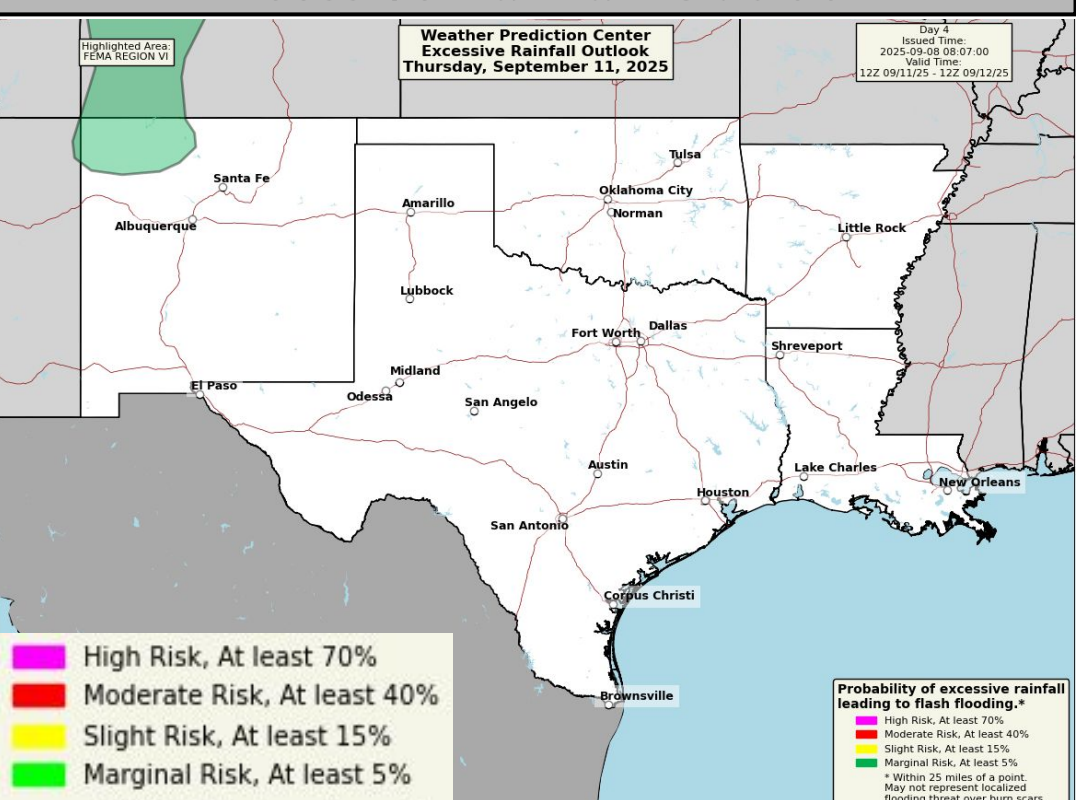 Highlighted Area:
FEMA REGION VI
Weather Prediction Center
Excessive Rainfall Outlook
Thursday, September 11, 2025
Day 4
Issued Time:
2025-09-08 08:07:00
Valid Time:
12Z 09/11/25 - 12Z 09/12/25
Tulsa
Santa Fe
Oklahoma City
Amarillo
Norman
Albuquerque
Little Rock
Lubbock
Dallas
Fort Worth
Shreveport
Midland
El Paso
Odessa
San Angelo
Austin
Lake Charles
New Orleans
Houston
San Antonio
Corpus Christi
Brownsville
High Risk, At least 70%
Moderate Risk, At least 40%
Slight Risk, At least 15%
Marginal Risk, At least 5%
Probability of excessive rainfall
leading to flash flooding.*
High Risk, At least 70%
Moderate Risk, At least 40%
Slight Risk, At least 15%
Marginal Risk, At least 5%
* Within 25 miles of a point.
May not represent localized
flooding threat over burn scars